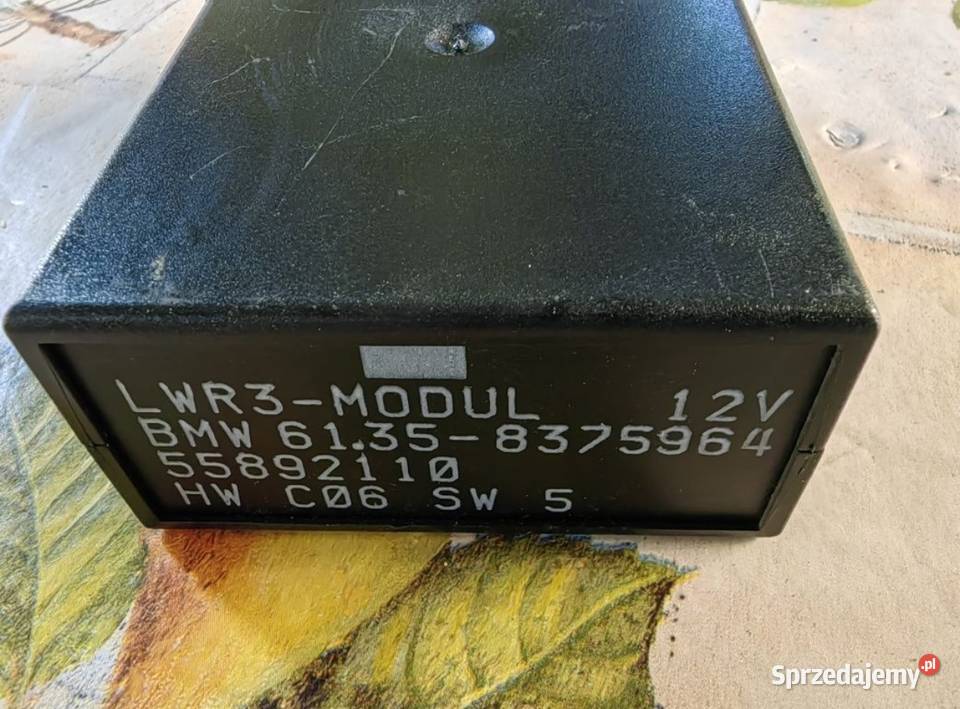 LWR3-MODUL 12V
BMW 61.35-8375964
55892110
HW C06 SW 5
Sprzedajemy.pl